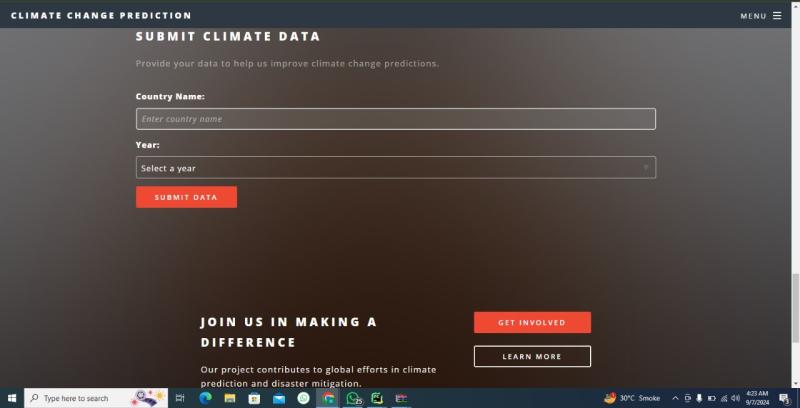 CLIMATE CHANGE PREDICTION
MENU
SUBMIT CLIMATE DATA
Provide your data to help us improve climate change predictions.
Country Name:
Enter country name
Year:
Select a year
SUBMIT DATA
JOIN US IN MAKING A
DIFFERENCE
Our project contributes to global efforts in climate
prediction and disaster mitigation.
GET INVOLVED
LEARN MORE
Type here to search
25
30°C Smoke
4:23 AM
9/7/2024
3